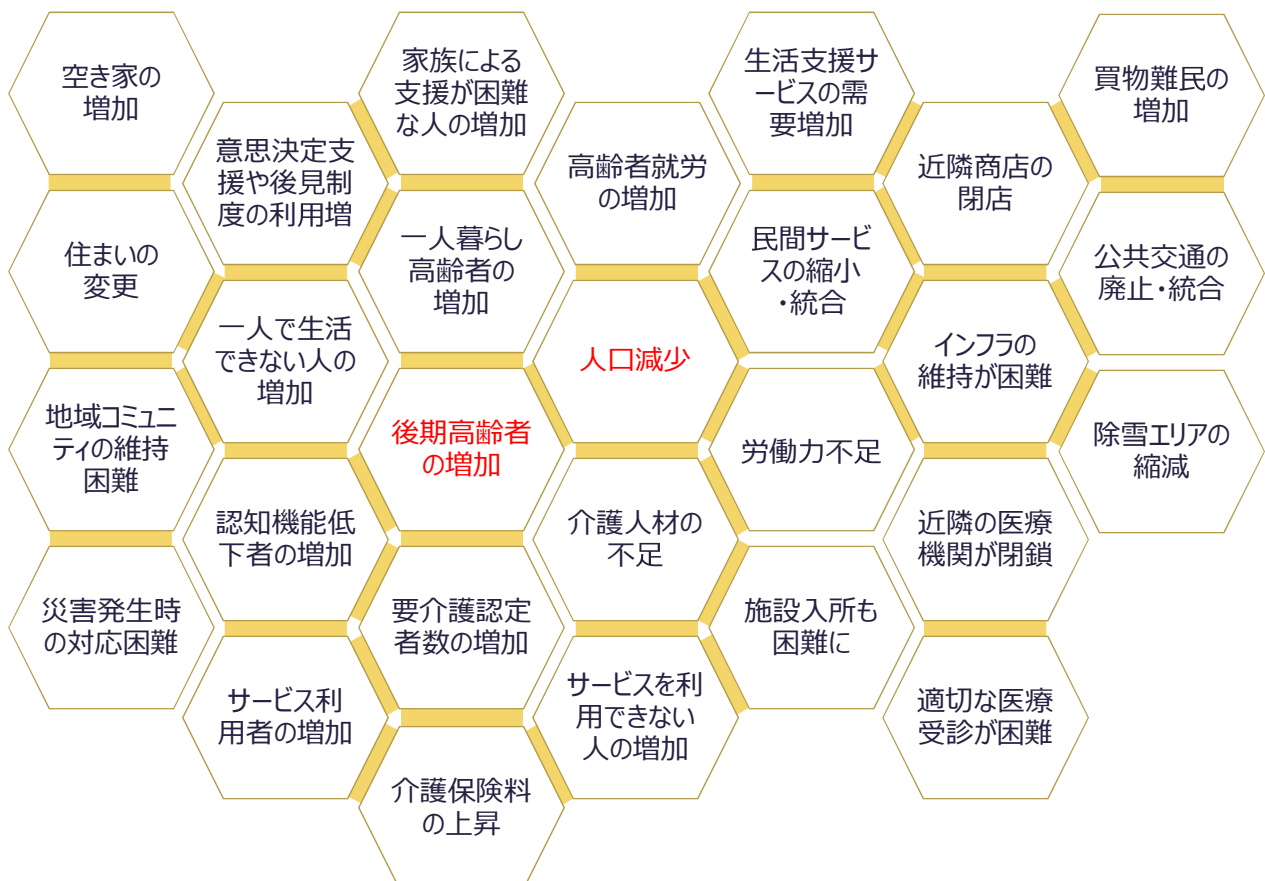 空き家の
増加
家族による
支援が困難
な人の増加
生活支援サ
ービスの需
要増加
買物難民の
増加
意思決定支
援や後見制
度の利用増
高齢者就労
の増加
近隣商店の
閉店
住まいの
変更
一人暮らし
高齢者の
増加
民間サービ
スの縮小
・統合
公共交通の
廃止・統合
一人で生活
できない人の
増加
人口減少
インフラの
維持が困難
地域コミュニ
ティの維持
困難
後期高齢者
の増加
労働力不足
除雪エリアの
縮減
認知機能低
下者の増加
介護人材の
不足
近隣の医療
機関が閉鎖
災害発生時
の対応困難
要介護認定
者数の増加
施設入所も
困難に
サービス利
用者の増加
サービスを利
用できない
人の増加
適切な医療
受診が困難
介護保険料
の上昇